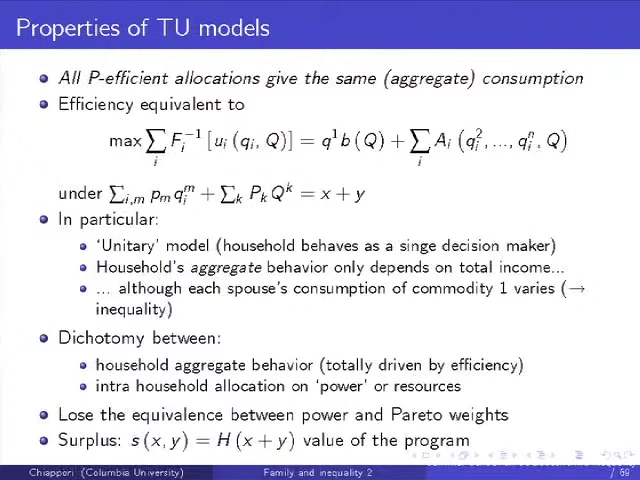 Properties of TU models
All P-efficient allocations give the same (aggregate) consumption
Efficiency equivalent to
max ∑_i F_i^{-1} [u_i (q_i, Q)] = q^1 b (Q) + ∑_i A_i (q_i^2, ..., q_i^n, Q)
under ∑_{i,m} p_m q_i^m + ∑_k P_k Q^k = x + y
In particular:
'Unitary' model (household behaves as a singe decision maker)
Household's aggregate behavior only depends on total income...
... although each spouse's consumption of commodity 1 varies (→
inequality)
Dichotomy between:
household aggregate behavior (totally driven by efficiency)
intra household allocation on 'power' or resources
Lose the equivalence between power and Pareto weights
Surplus: s (x, y) = H (x + y) value of the program
Chiappori (Columbia University) Family and inequality 2 / 69